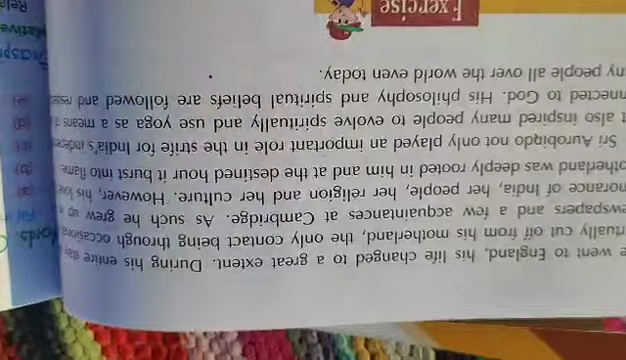 e went to England, his life changed to a great extent. During his entire stay
rtually cut off from his motherland, the only contact being through occasional
ewspapers and a few acquaintances at Cambridge. As such he grew up
norance of India, her people, her religion and her culture. However, his
otherland was deeply rooted in him and at the destined hour it burst into flame
Sri Aurobindo not only played an important role in the strife for India's
t also inspired many people to evolve spiritually and use yoga as a means
nnected to God. His philosophy and spiritual beliefs are followed and
ny people all over the world even today.
Exercise